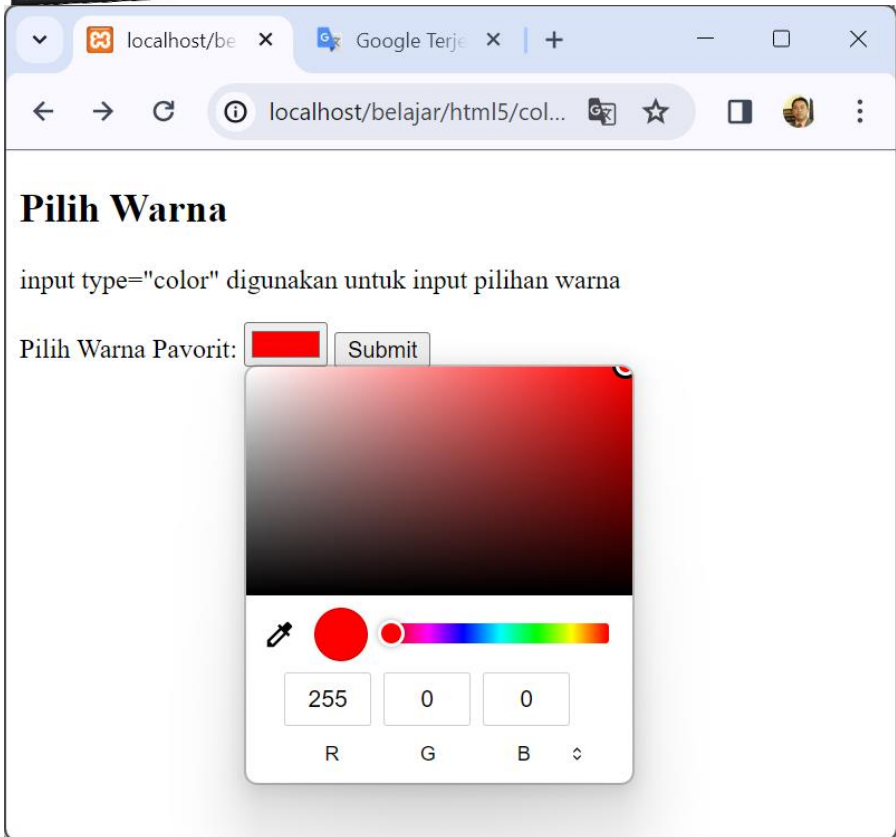 localhost/be
Google Terje
localhost/belajar/html5/col...
Pilih Warna
input type="color" digunakan untuk input pilihan warna
Pilih Warna Pavorit:
Submit
255 0 0
R G B